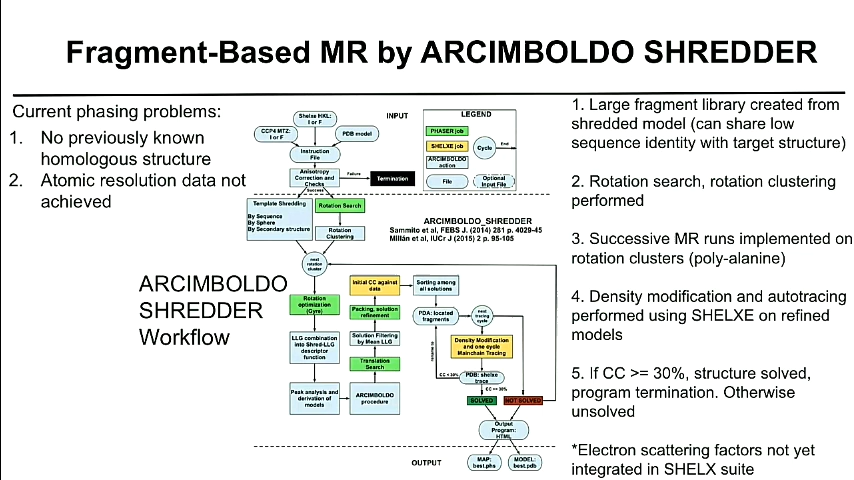 Fragment-Based MR by ARCIMBOLDO SHREDDER
Current phasing problems:
1. No previously known
homologous structure
2. Atomic resolution data not
achieved
ARCIMBOLDO
SHREDDER
Workflow
Shelxe HKL:
I or F
CCP4 MTZ:
I or F
PDB model
Instruction
File
Anisotropy
Correction and
Checks
Failure
Termination
Success
INPUT
LEGEND
PHASER job
SHELXE job
ARCIMBOLDO
action
Cycle
End
File
Optional
Input File
Template Shredding
By Sequence
By Sphere
By Secondary structure
Rotation Search
Rotation
Clustering
ARCIMBOLDO_SHREDDER
Sammito et al, FEBS J. (2014) 281 p. 4029-45
Millán et al, IUCr J (2015) 2 p. 95-105
next
rotation
cluster
Rotation
optimization
(Gyre)
LLG combination
into Shred-LLG
descriptor
function
Peak analysis and
derivation of
models
Initial CC against
data
Packing, solution
refinement
Solution Filtering
by Mean LLG
Translation
Search
ARCIMBOLDO
procedure
Sorting among
all solutions
PDA: located
fragments
next
tracing
cycle
Density Modification
and one cycle
Mainchain Tracing
CC < 30%
PDB: shelxe
trace
CC >= 30%
SOLVED
NOT SOLVED
Output
Program:
HTML
OUTPUT
MAP:
best.phs
MODEL:
best.pdb
1. Large fragment library created from
shredded model (can share low
sequence identity with target structure)
2. Rotation search, rotation clustering
performed
3. Successive MR runs implemented on
rotation clusters (poly-alanine)
4. Density modification and autotracing
performed using SHELXE on refined
models
5. If CC >= 30%, structure solved,
program termination. Otherwise
unsolved
*Electron scattering factors not yet
integrated in SHELX suite